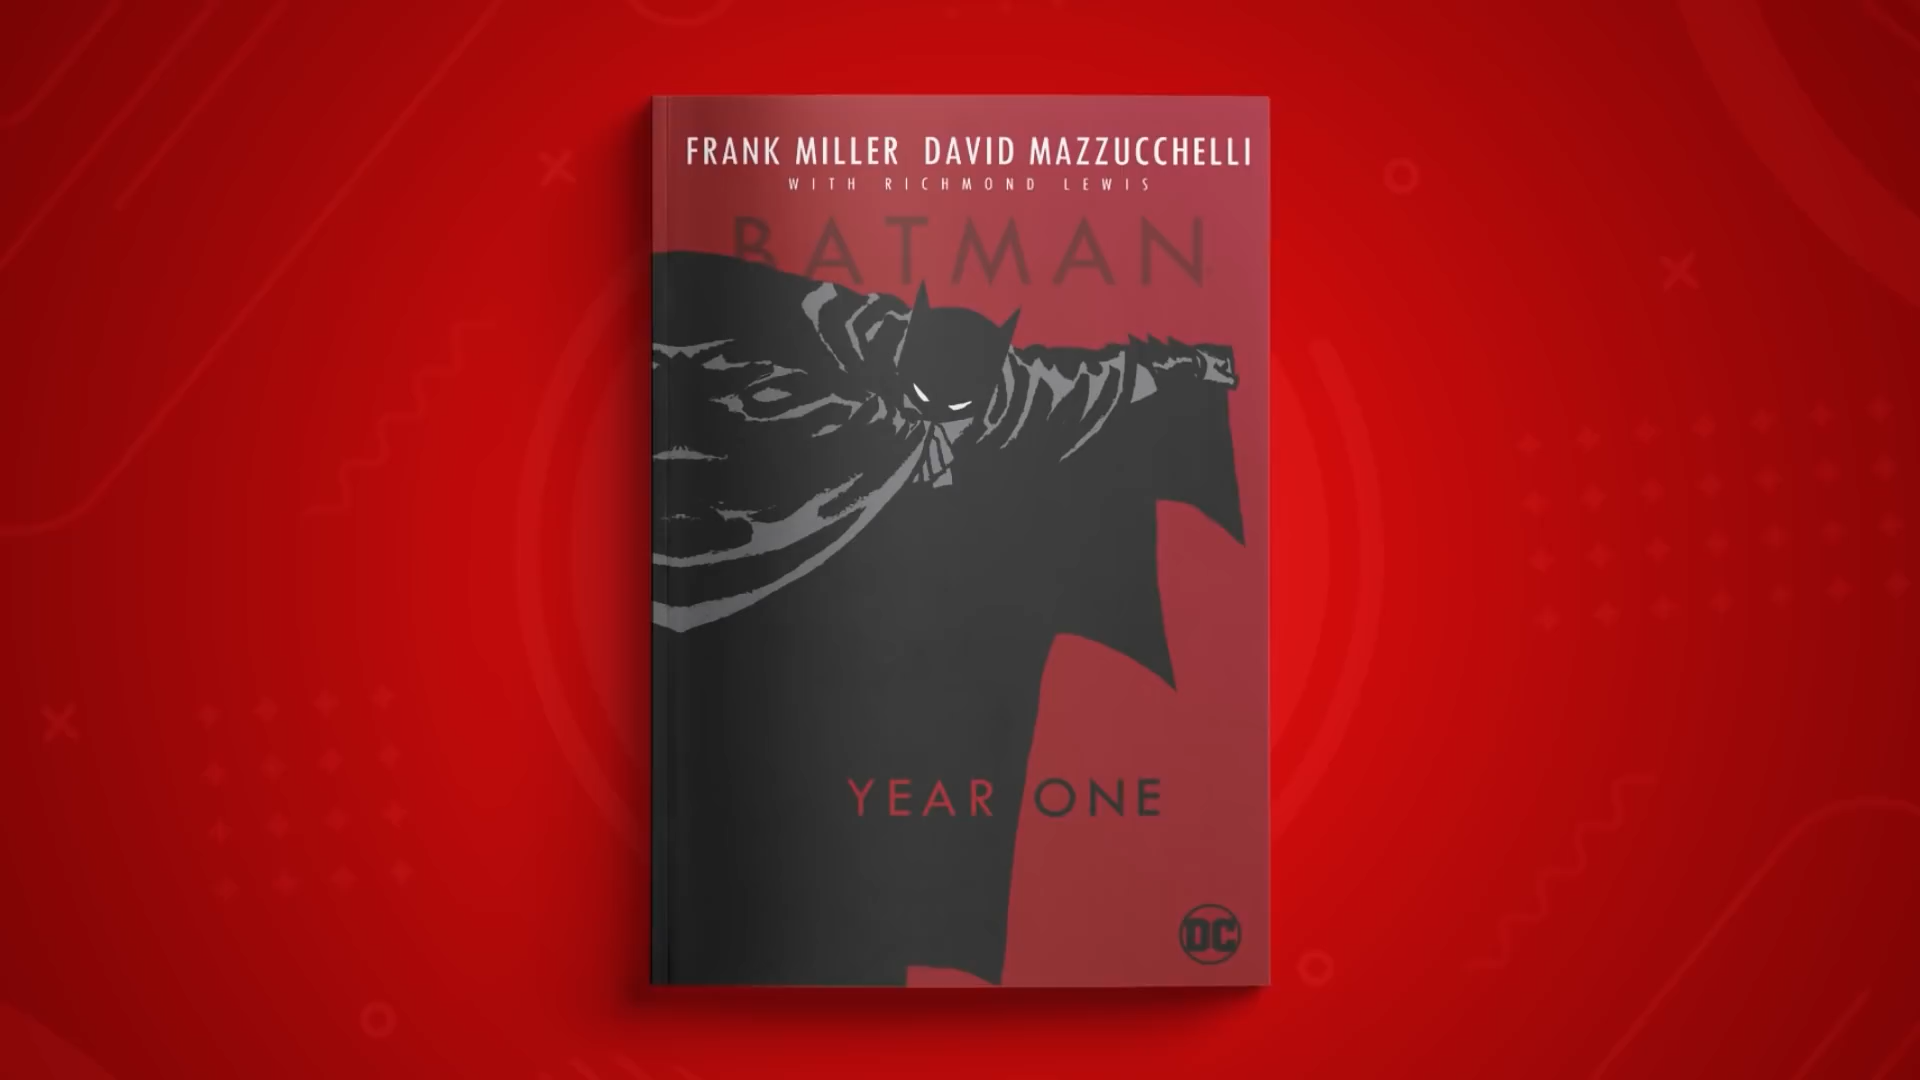 FRANK MILLER DAVID MAZZUCCHELLI
WITH RICHMOND LEWIS
BATMAN
YEAR ONE
DC